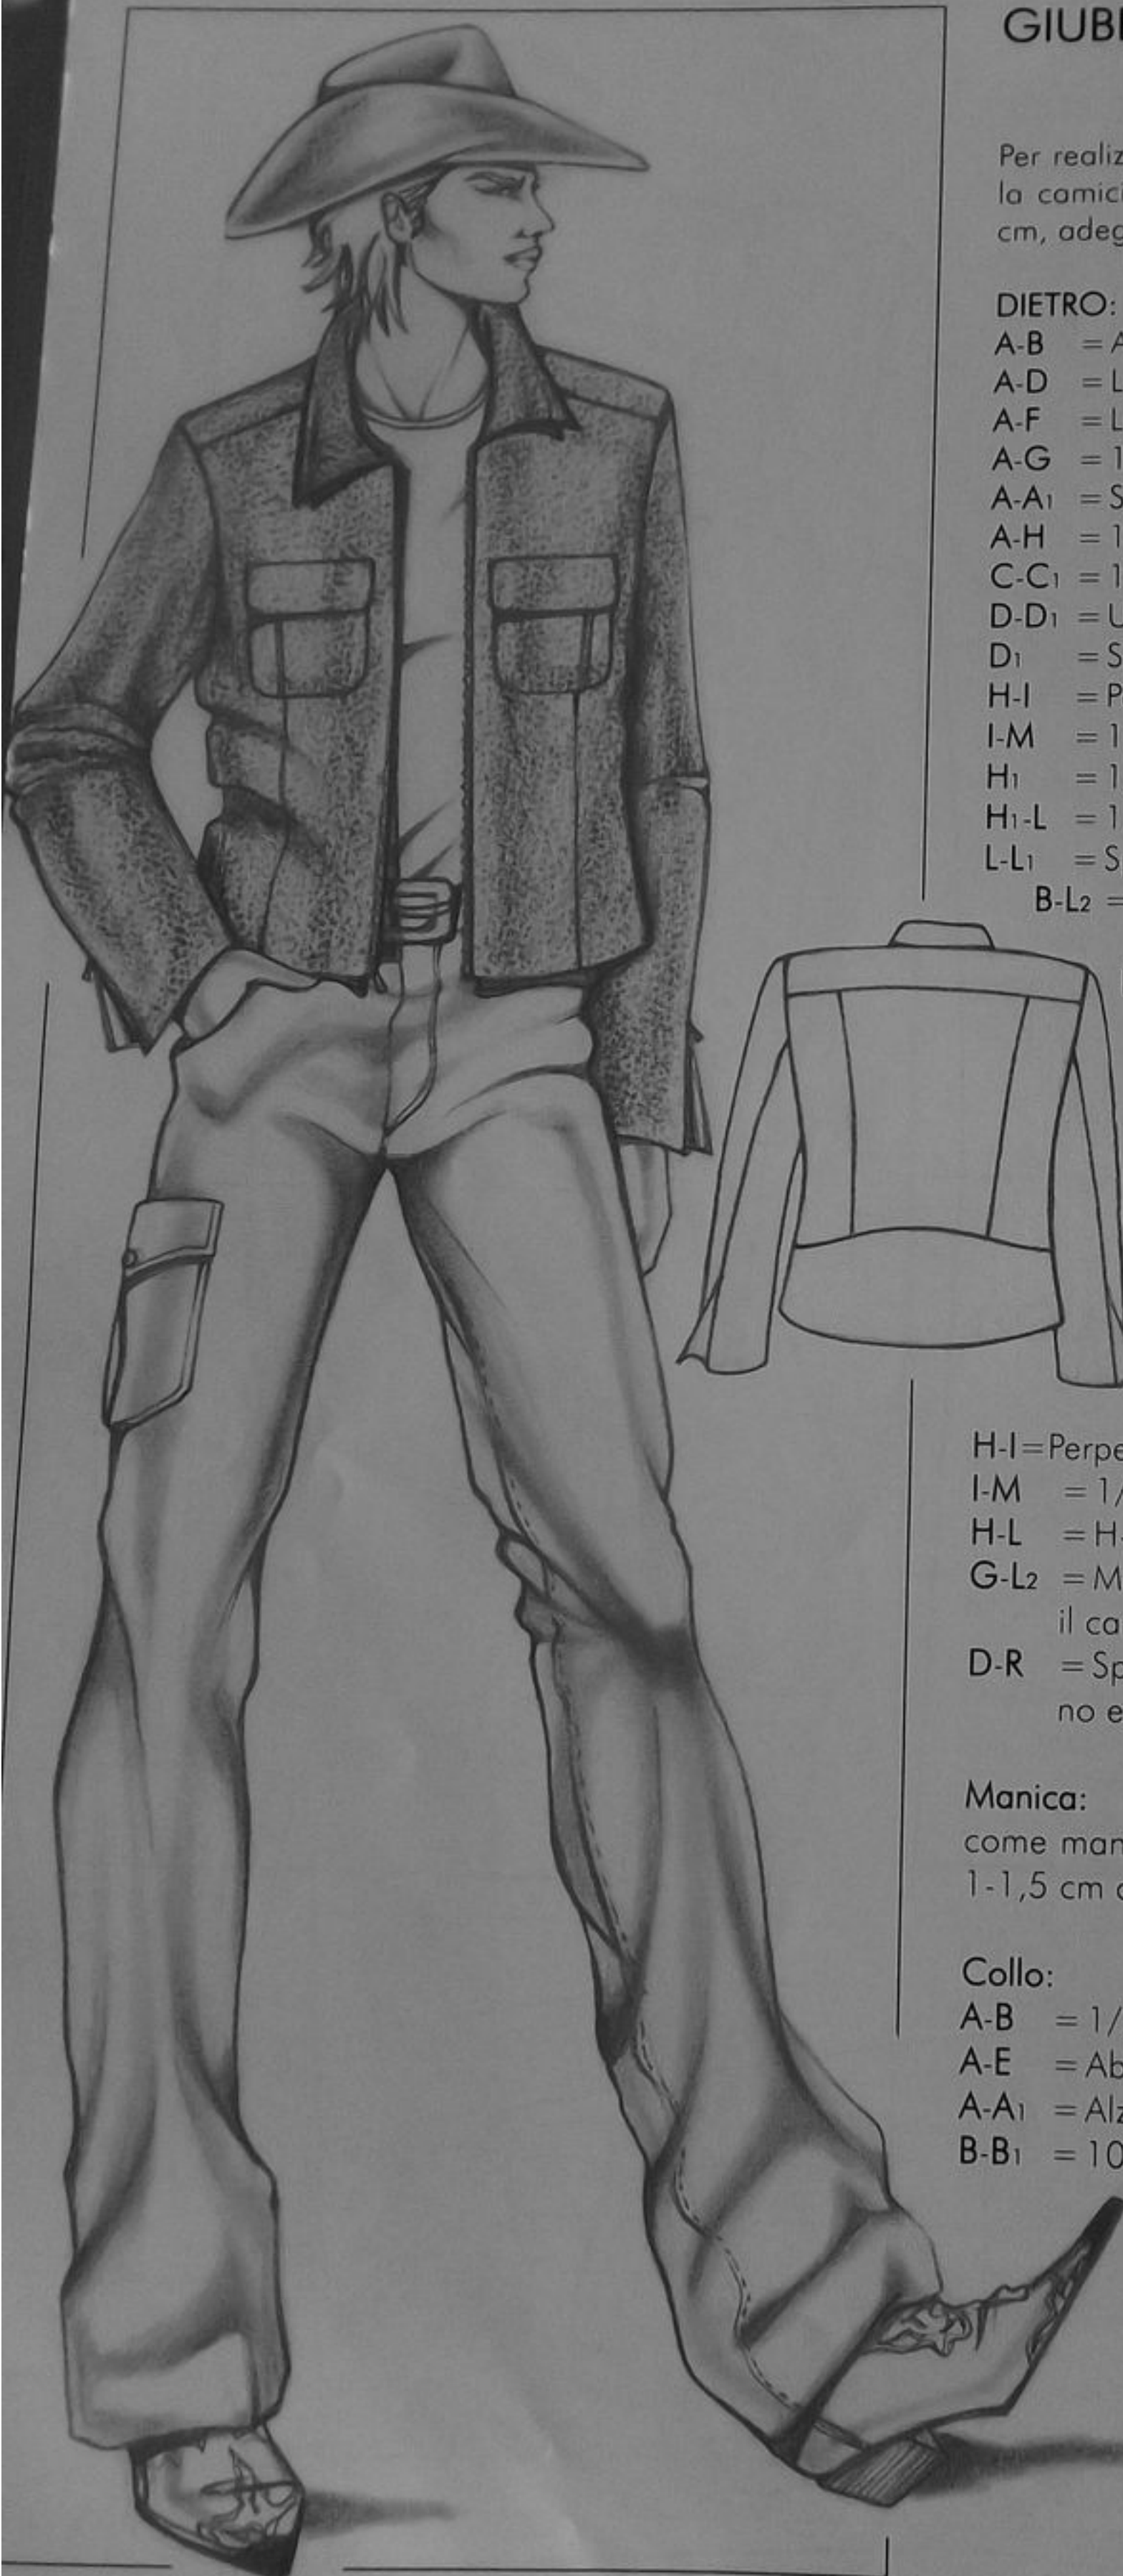 GIUB
Per realiz
la camici
cm, adeg
DIETRO:
A-B = A
A-D = L
A-F = L
A-G = 1
A-A1 = S
A-H = 1
C-C1 = 1
D-D1 = U
D1 = S
H-I = P
I-M = 1
H1 = 1
H1-L = 1
L-L1 = S
B-L2 =
H-I=Perpe
I-M = 1/
H-L = H-
G-L2 = M
il ca
D-R = Sp
no e
Manica:
come man
1-1,5 cm
Collo:
A-B = 1/
A-E = Ab
A-A1 = Alz
B-B1 = 10